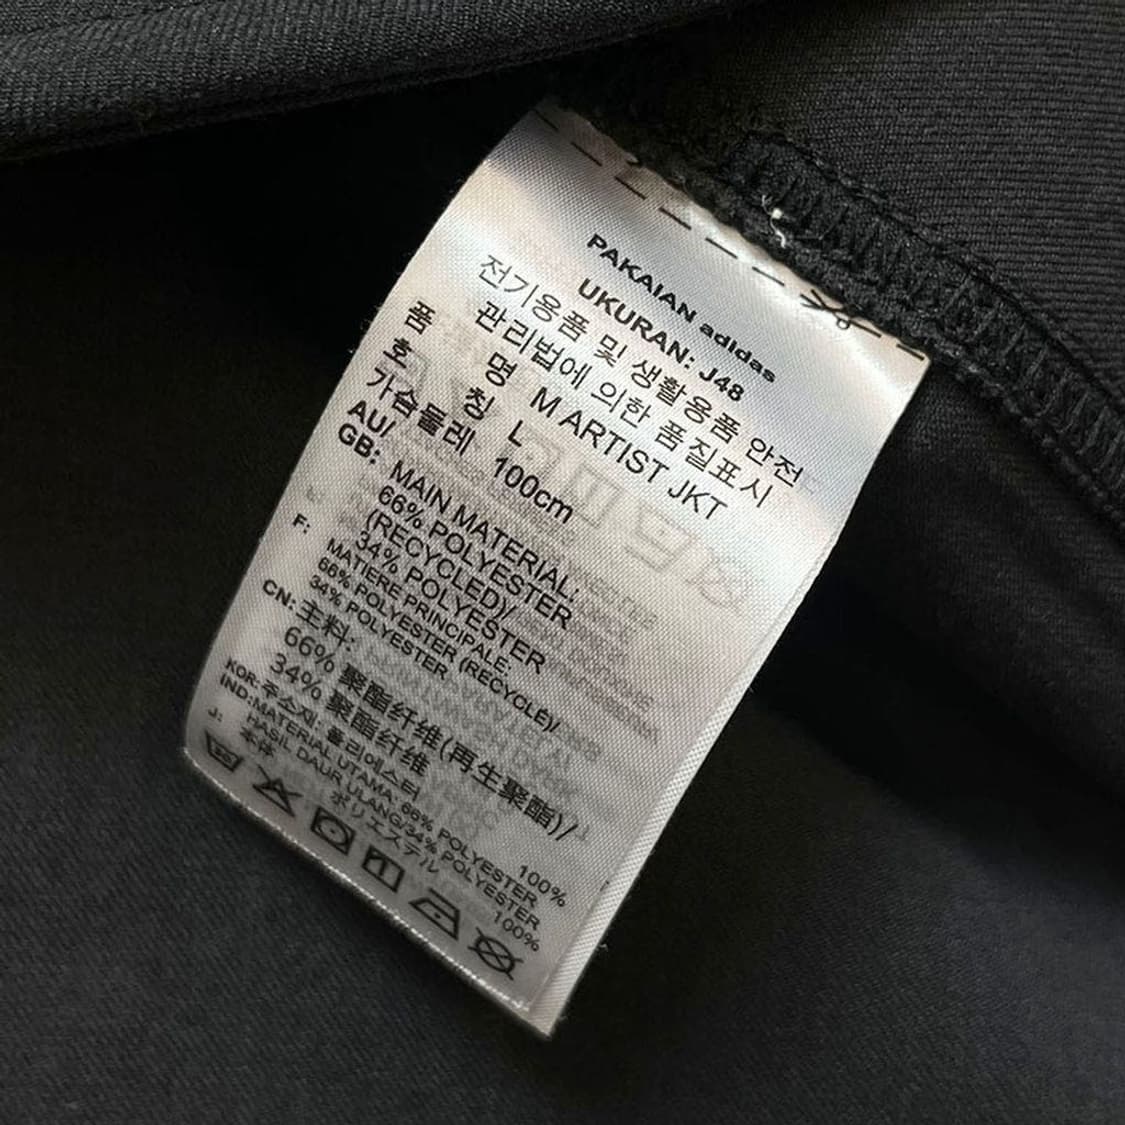 PAKAIAN adidas
UKURAN: J48
전기용품 및 생활용품 안전
관리법에 의한 품질표시
품 명 M ARTIST JKT
호 칭 L
가슴둘레 100cm
AU/
GB: MAIN MATERIAL:
66% POLYESTER
(RECYCLED)/
34% POLYESTER
F: MATIERE PRINCIPALE:
66% POLYESTER (RECYCLÉ)/
34% POLYESTER
CN: 主料:
66% 聚酯纤维(再生聚酯)/
34% 聚酯纤维
KOR: 주소재: 폴리에스터 100%
IND: MATERIAL UTAMA: 66% POLYESTER
HASIL DAUR ULANG/34% POLYESTER
J: 本体 ポリエステル 100%